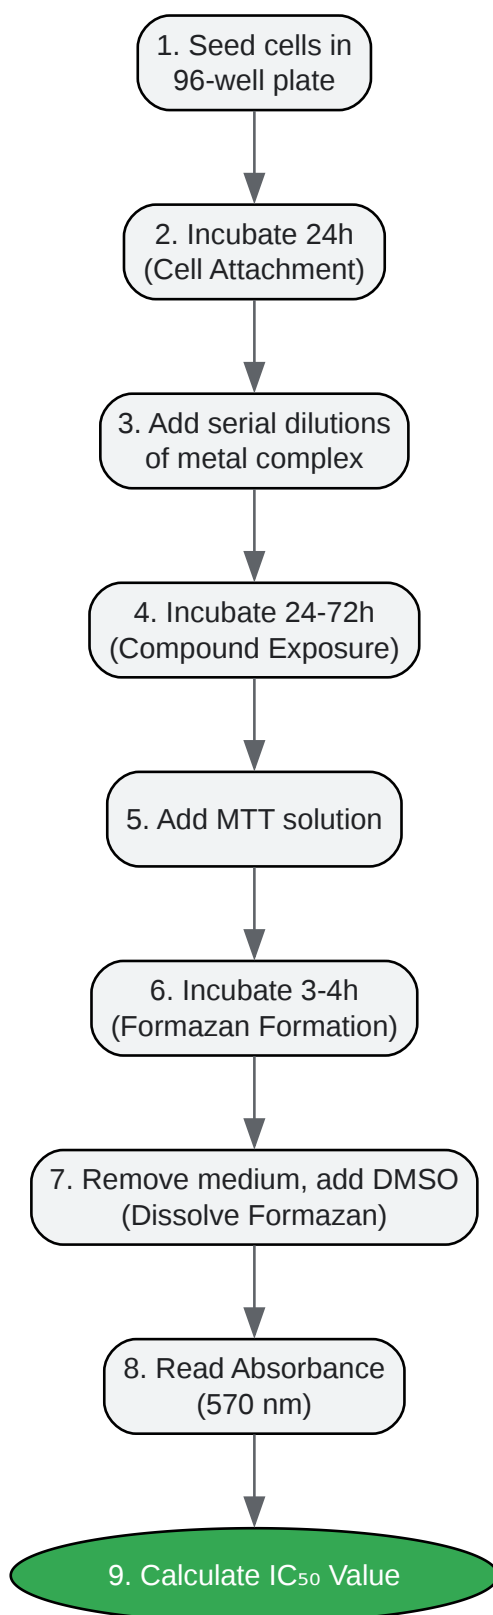 1. Seed cells in
96-well plate
2. Incubate 24h
(Cell Attachment)
3. Add serial dilutions
of metal complex
4. Incubate 24-72h
(Compound Exposure)
5. Add MTT solution
6. Incubate 3-4h
(Formazan Formation)
7. Remove medium, add DMSO
(Dissolve Formazan)
8. Read Absorbance
(570 nm)
9. Calculate IC₅₀ Value